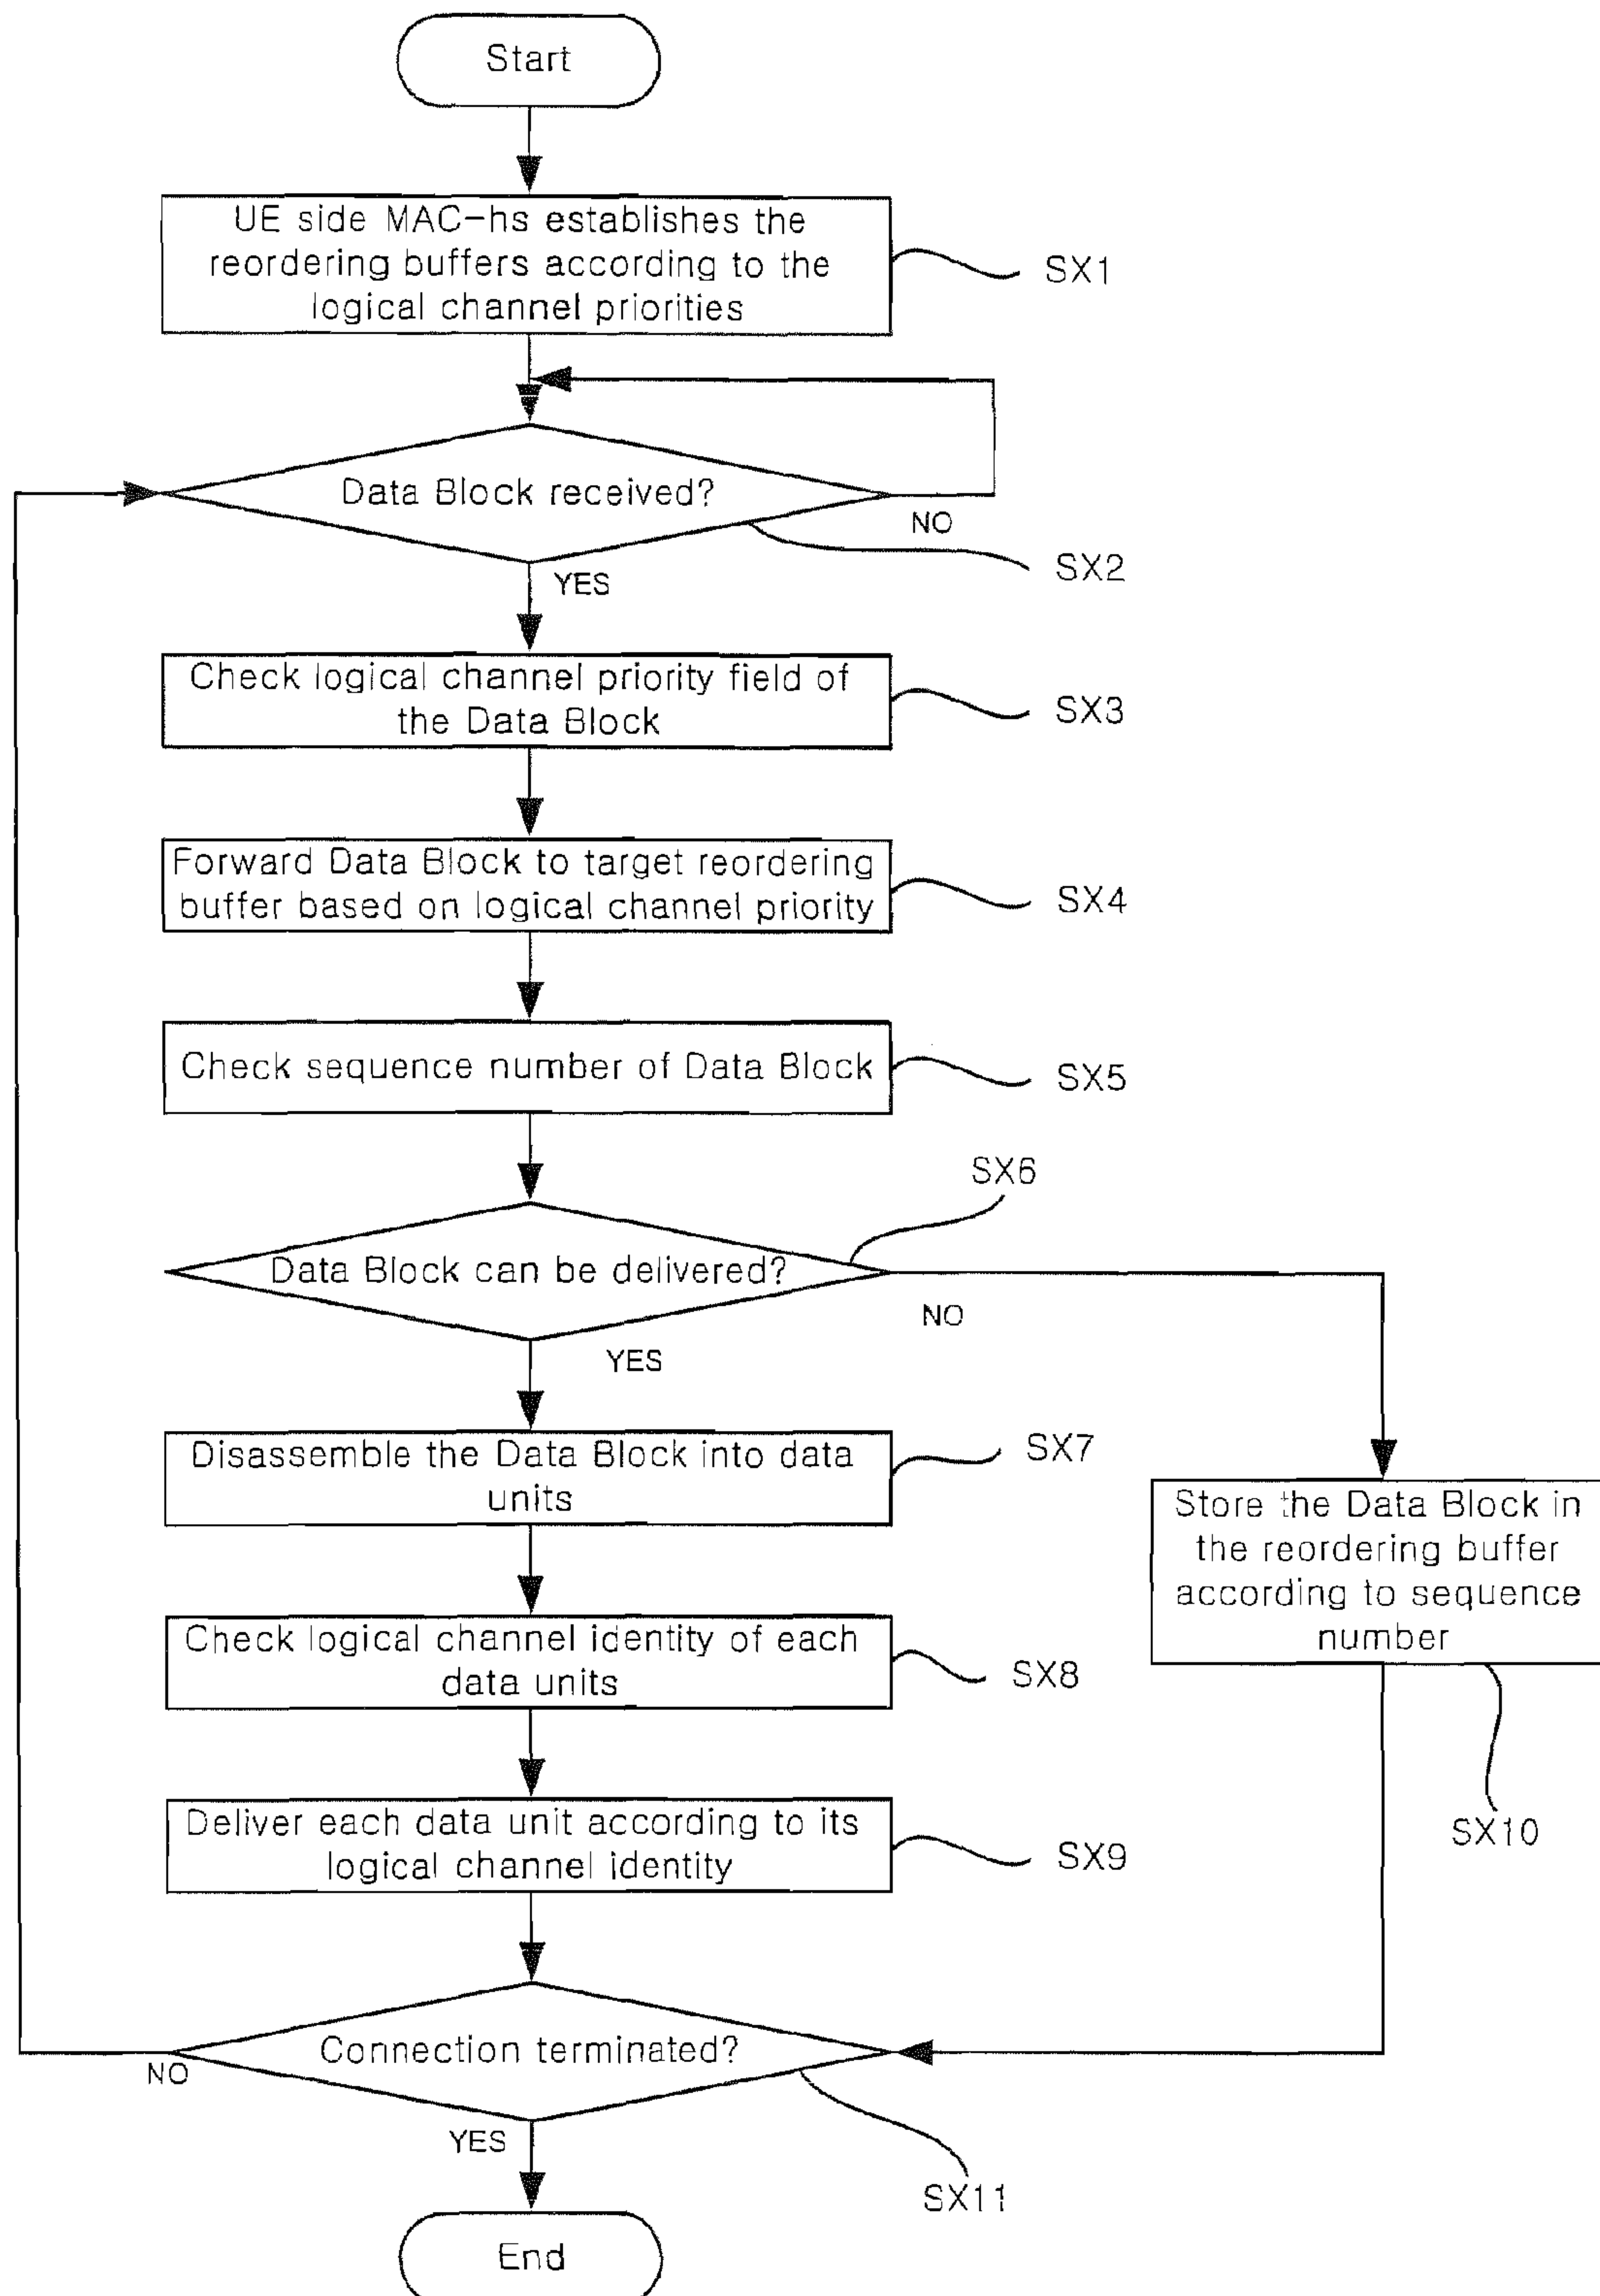 Start
UE side MAC-hs establishes the
reordering buffers according to the
logical channel priorities
SX1
Data Block received?
NO
SX2
YES
Check logical channel priority field of
the Data Block
SX3
Forward Data Block to target reordering
buffer based on logical channel priority
SX4
Check sequence number of Data Block
SX5
SX6
Data Block can be delivered?
NO
YES
Disassemble the Data Block into data
units
SX7
Store the Data Block in
the reordering buffer
according to sequence
number
Check logical channel identity of each
data units
SX8
SX10
Deliver each data unit according to its
logical channel identity
SX9
Connection terminated?
NO
YES
SX11
End